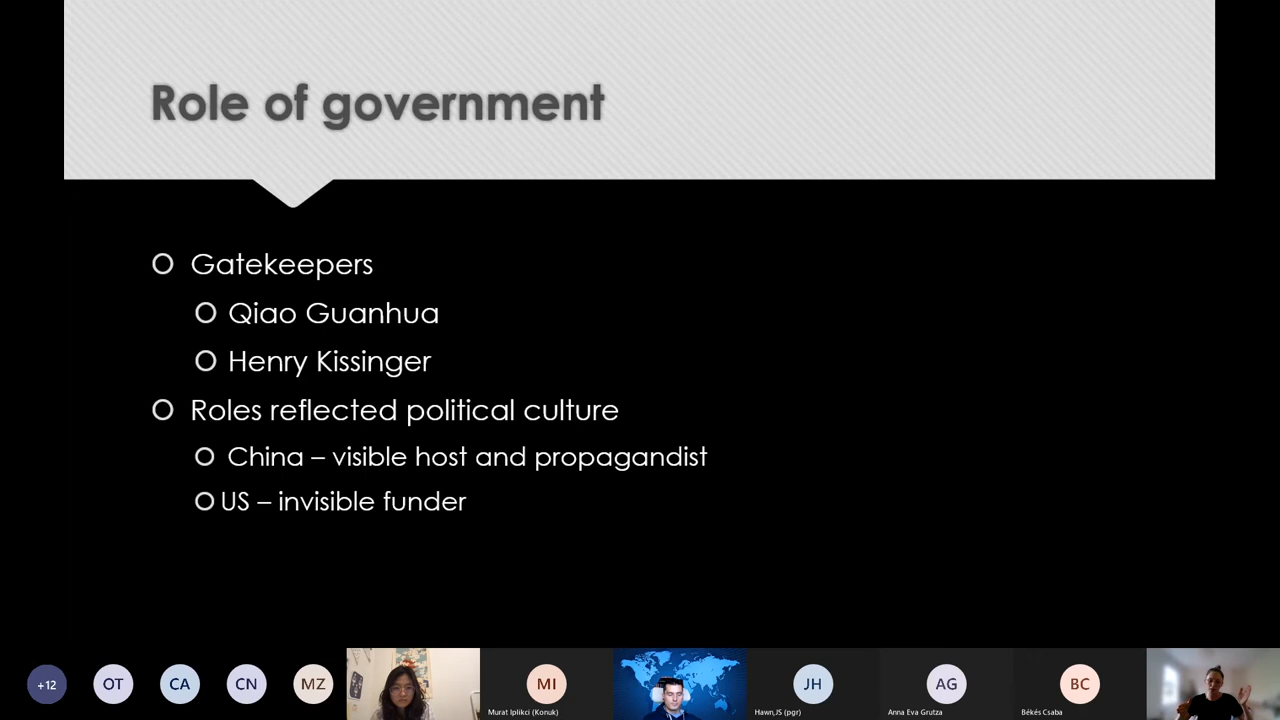 Role of government
Gatekeepers
Qiao Guanhua
Henry Kissinger
Roles reflected political culture
China – visible host and propagandist
US – invisible funder
+12
OT
CA
CN
MZ
MI
Murat Iplikci (Konuk)
JH
Hawn,JS (pgr)
AG
Anna Eva Grutza
BC
Békés Csaba